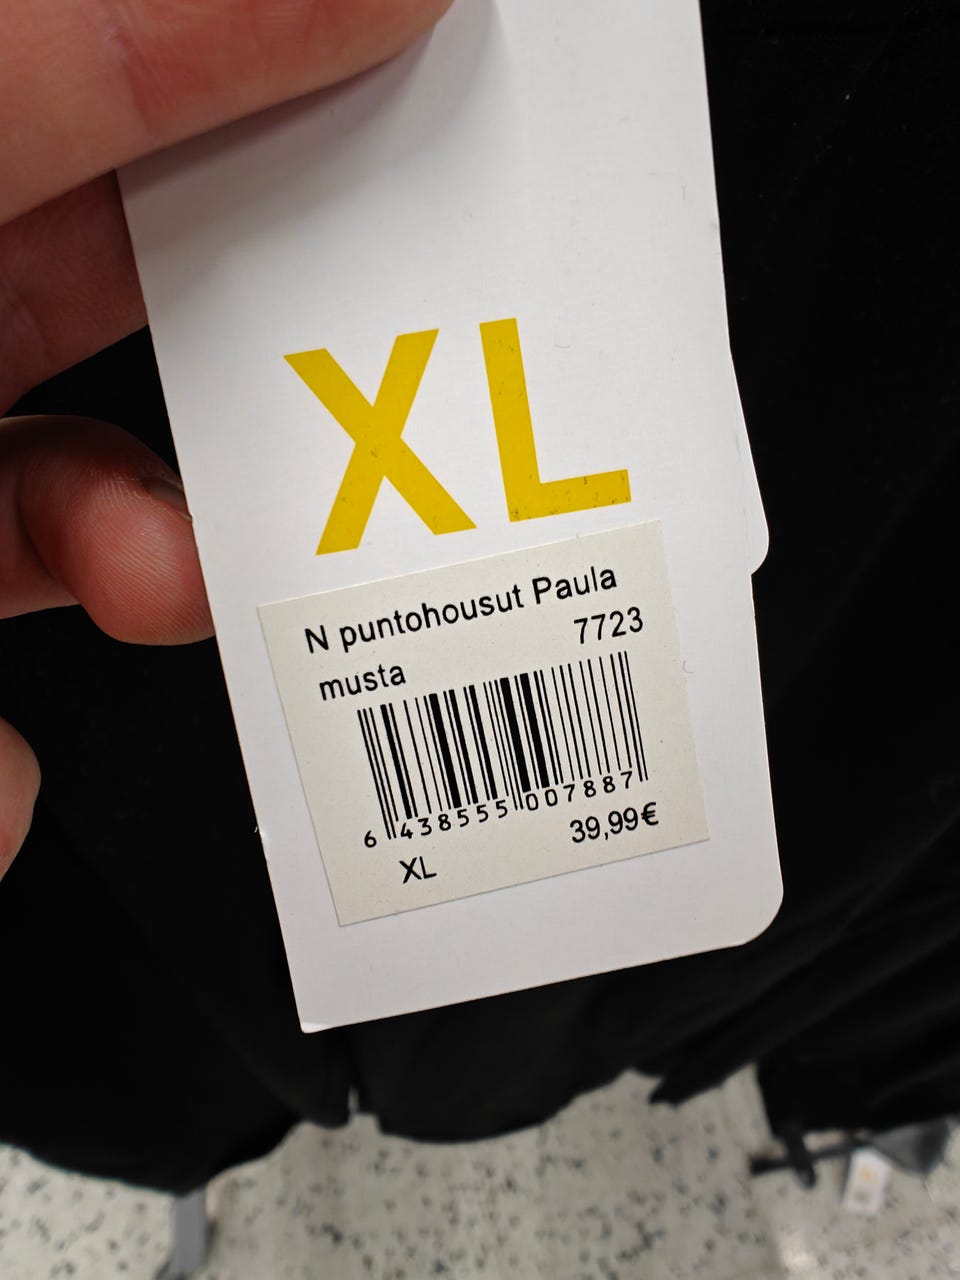 XL
N puntohousut Paula
7723
musta
6 438555 007887
XL 39,99€